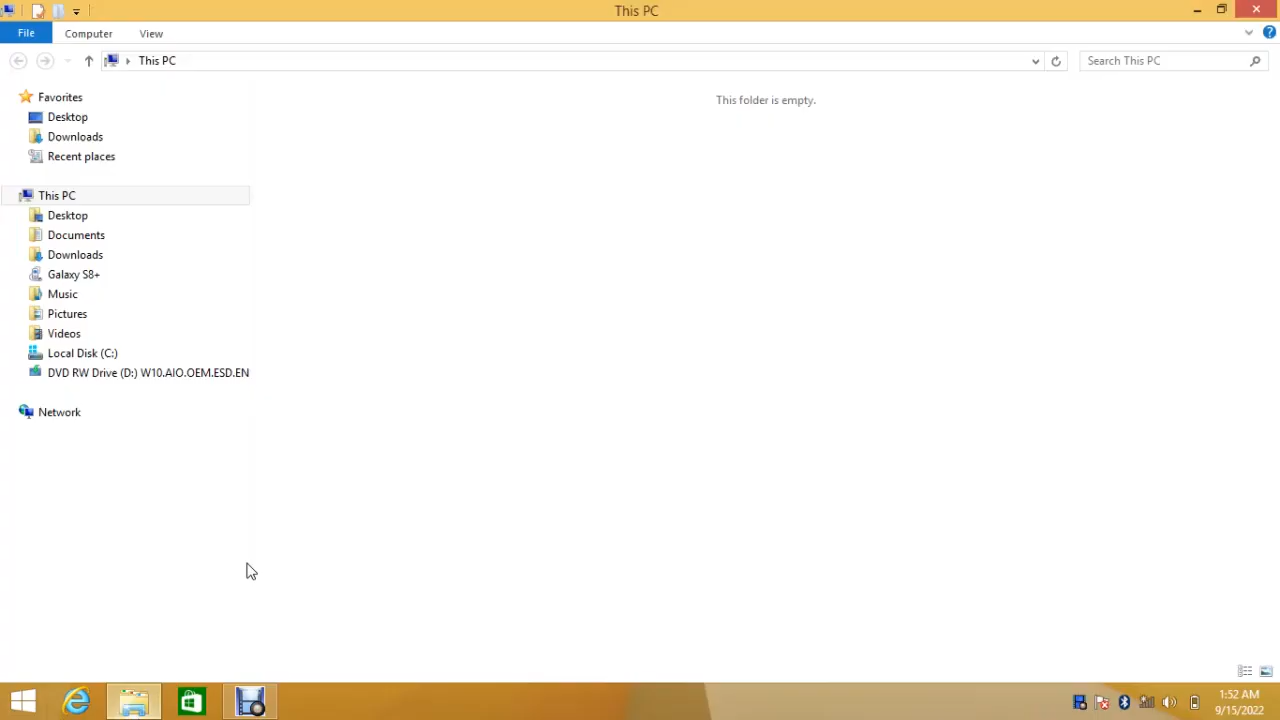 This PC
File
Computer
View
This PC
Search This PC
Favorites
Desktop
Downloads
Recent places
This folder is empty.
This PC
Desktop
Documents
Downloads
Galaxy S8+
Music
Pictures
Videos
Local Disk (C:)
DVD RW Drive (D:) W10.AIO.OEM.ESD.EN
Network
1:52 AM
9/15/2022